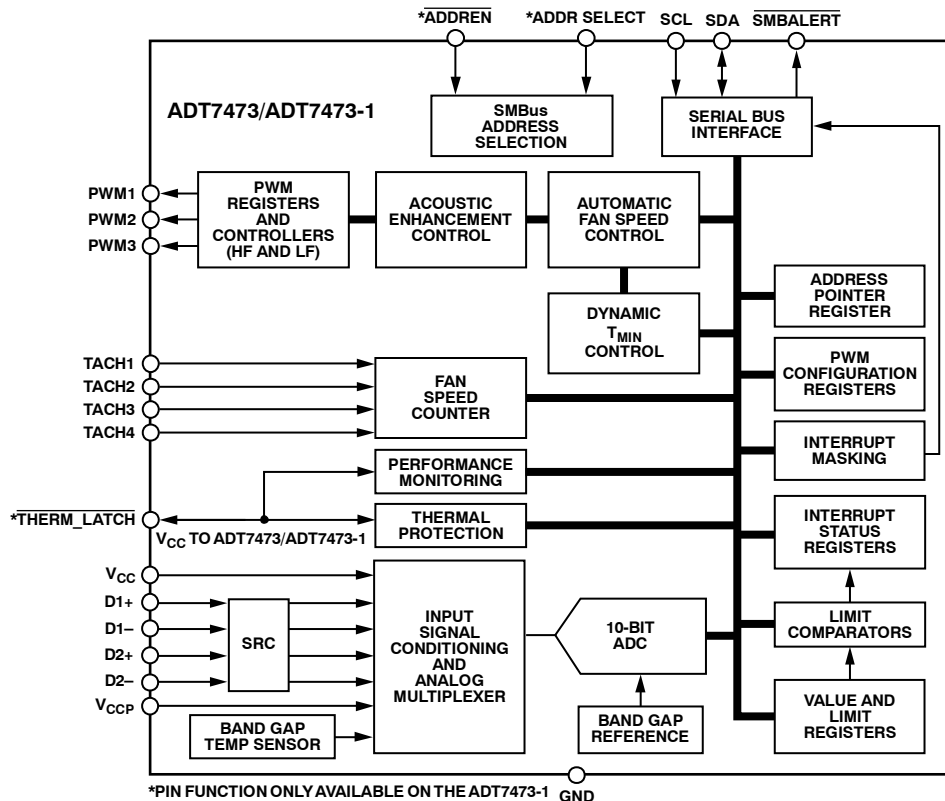 *ADDREN
*ADDR SELECT
SCL
SDA
SMBALERT
ADT7473/ADT7473-1
SMBus
ADDRESS
SELECTION
SERIAL BUS
INTERFACE
PWM1
PWM2
PWM3
PWM
REGISTERS
AND
CONTROLLERS
(HF AND LF)
ACOUSTIC
ENHANCEMENT
CONTROL
AUTOMATIC
FAN SPEED
CONTROL
ADDRESS
POINTER
REGISTER
DYNAMIC
TMIN
CONTROL
PWM
CONFIGURATION
REGISTERS
TACH1
TACH2
TACH3
TACH4
FAN
SPEED
COUNTER
INTERRUPT
MASKING
PERFORMANCE
MONITORING
*THERM_LATCH
VCC TO ADT7473/ADT7473-1
THERMAL
PROTECTION
INTERRUPT
STATUS
REGISTERS
VCC
D1+
D1–
D2+
D2–
VCCP
SRC
INPUT
SIGNAL
CONDITIONING
AND
ANALOG
MULTIPLEXER
10-BIT
ADC
LIMIT
COMPARATORS
BAND GAP
TEMP SENSOR
BAND GAP
REFERENCE
VALUE AND
LIMIT
REGISTERS
*PIN FUNCTION ONLY AVAILABLE ON THE ADT7473-1
GND